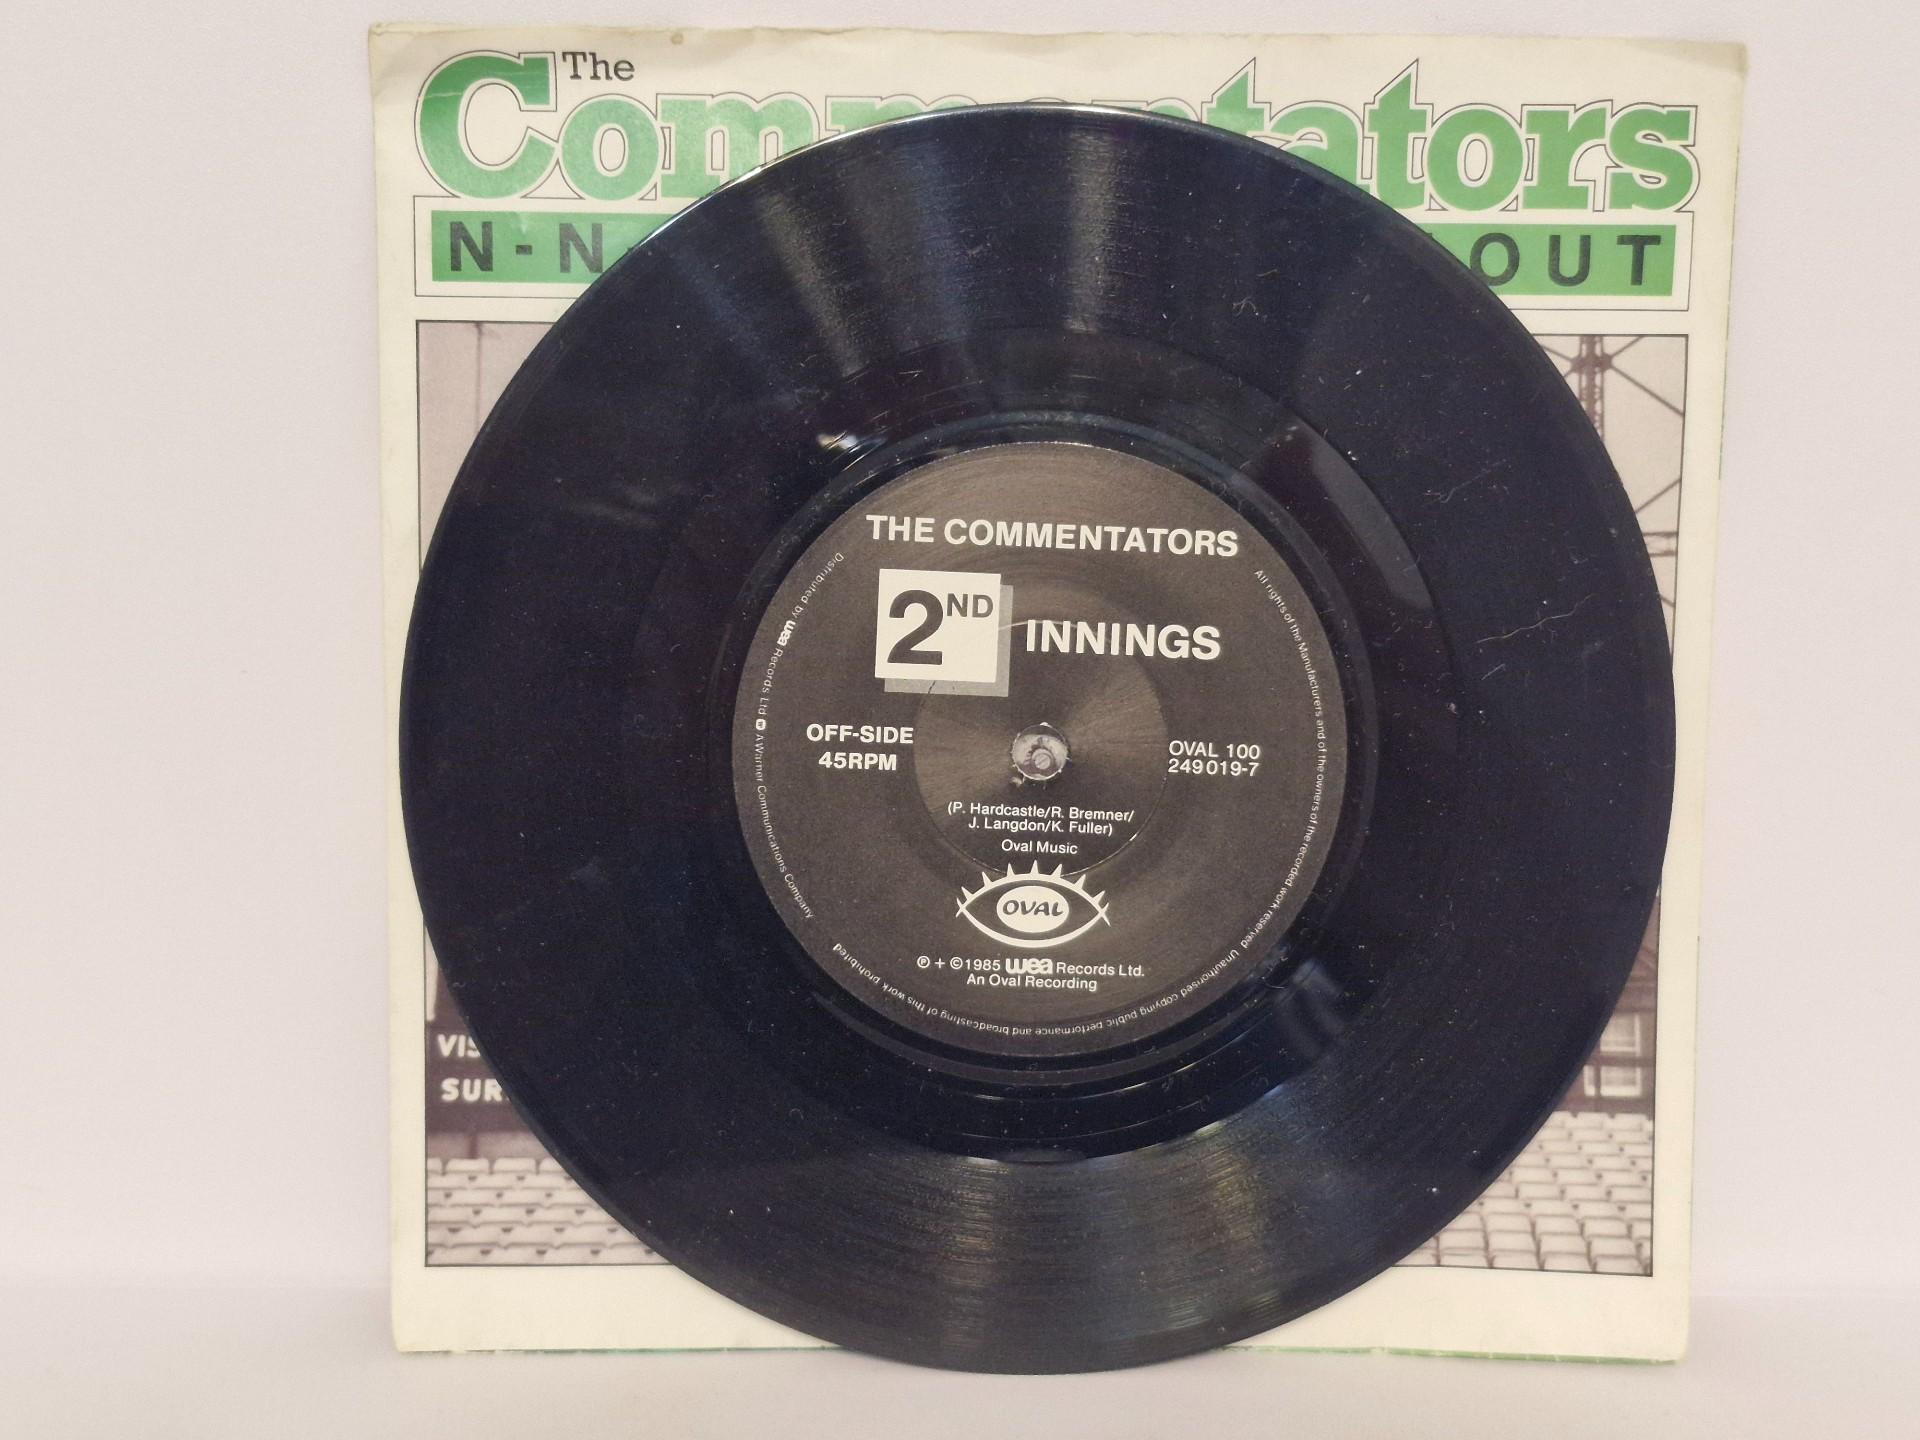 The
Commentators
N-N
OUT
VIS
SUR
THE COMMENTATORS
2ND INNINGS
OFF-SIDE
45RPM
OVAL 100
249 019-7
(P. Hardcastle/R. Bremner/
J. Langdon/K. Fuller)
Oval Music
OVAL
℗ + ©1985 wea Records Ltd.
An Oval Recording
Distributed by wea Records Ltd. A Warner Communications Company
All rights of the Manufacturers and of the owners of the recorded work reserved Unauthorised copying public performance and broadcasting of this work prohibited